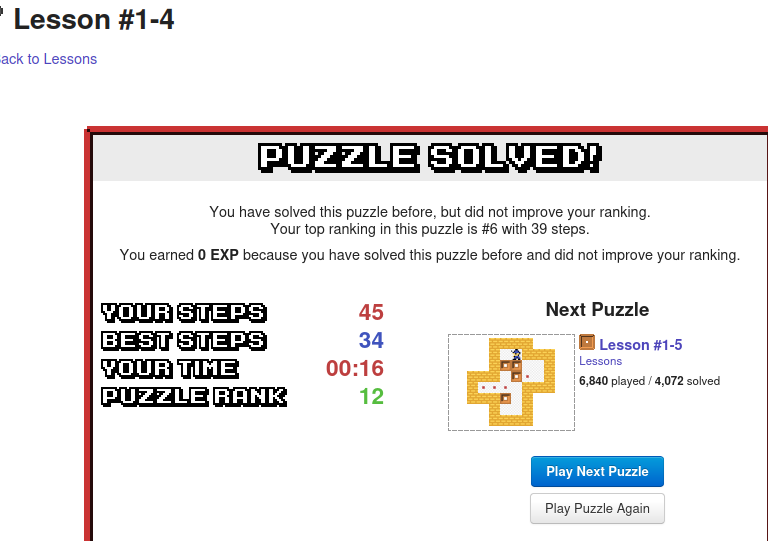 Lesson #1-4
ack to Lessons
PUZZLE SOLVED!
You have solved this puzzle before, but did not improve your ranking.
Your top ranking in this puzzle is #6 with 39 steps.
You earned 0 EXP because you have solved this puzzle before and did not improve your ranking.
YOUR STEPS 45
BEST STEPS 34
YOUR TIME 00:16
PUZZLE RANK 12
Next Puzzle
Lesson #1-5
Lessons
6,840 played / 4,072 solved
Play Next Puzzle
Play Puzzle Again